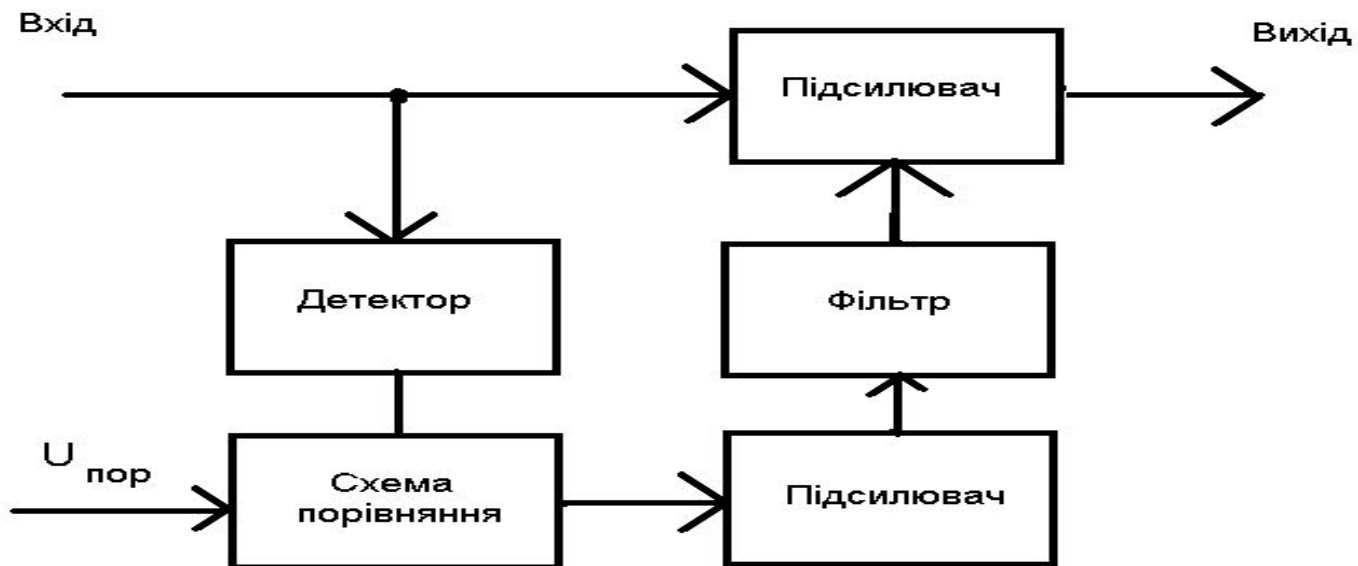 Вхід
Вихід
Підсилювач
Детектор
Фільтр
U пор
Схема
порівняння
Підсилювач